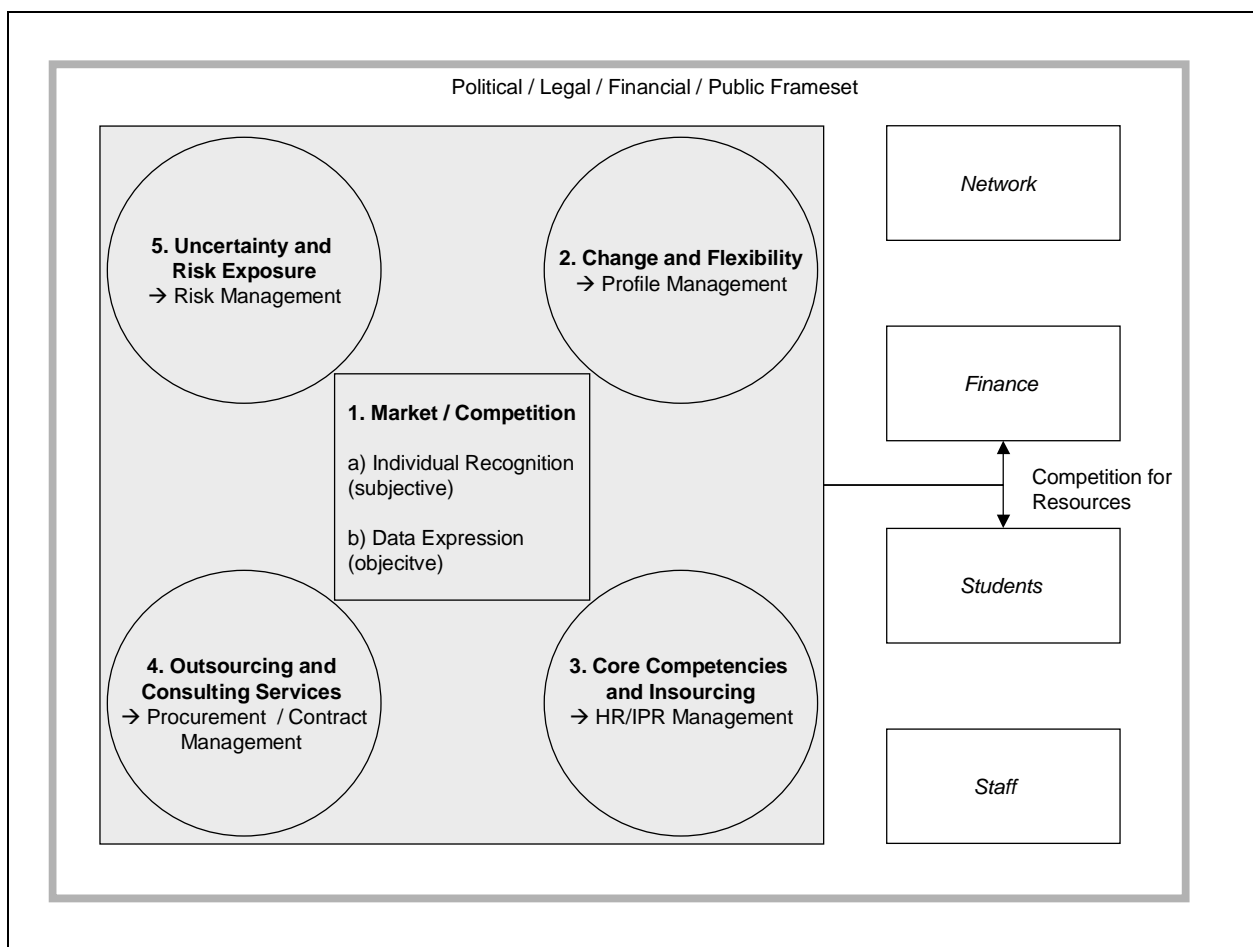 Political / Legal / Financial / Public Frameset
5. Uncertainty and
Risk Exposure
→ Risk Management
2. Change and Flexibility
→ Profile Management
1. Market / Competition
a) Individual Recognition
(subjective)
b) Data Expression
(objecitve)
4. Outsourcing and
Consulting Services
→ Procurement / Contract
Management
3. Core Competencies
and Insourcing
→ HR/IPR Management
Network
Finance
Competition for
Resources
Students
Staff